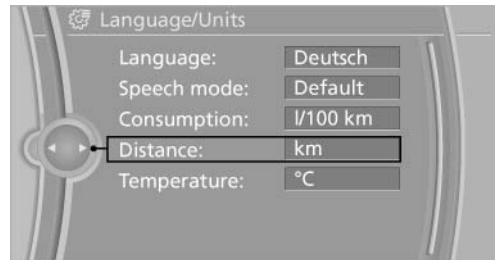 Language/Units
Language: Deutsch
Speech mode: Default
Consumption: l/100 km
Distance: km
Temperature: °C